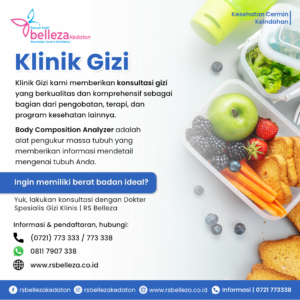 belleza Kedaton
Kesehatan Cermin
Keindahan
Klinik Gizi
Klinik Gizi kami memberikan konsultasi gizi
yang berkualitas dan komprehensif sebagai
bagian dari pengobatan, terapi, dan
program kesehatan lainnya.
Body Composition Analyzer adalah
alat pengukur massa tubuh yang
memberikan informasi mendetail
mengenai tubuh Anda.
Ingin memiliki berat badan ideal?
Yuk, lakukan konsultasi dengan Dokter
Spesialis Gizi Klinis | RS Belleza
Informasi & pendaftaran, hubungi:
(0721) 773 333 / 773 338
0811 7907 338
www.rsbelleza.co.id
rsbellezakedaton
rsbellezakedaton
www.rsbelleza.co.id
Informasi | 0721 773338